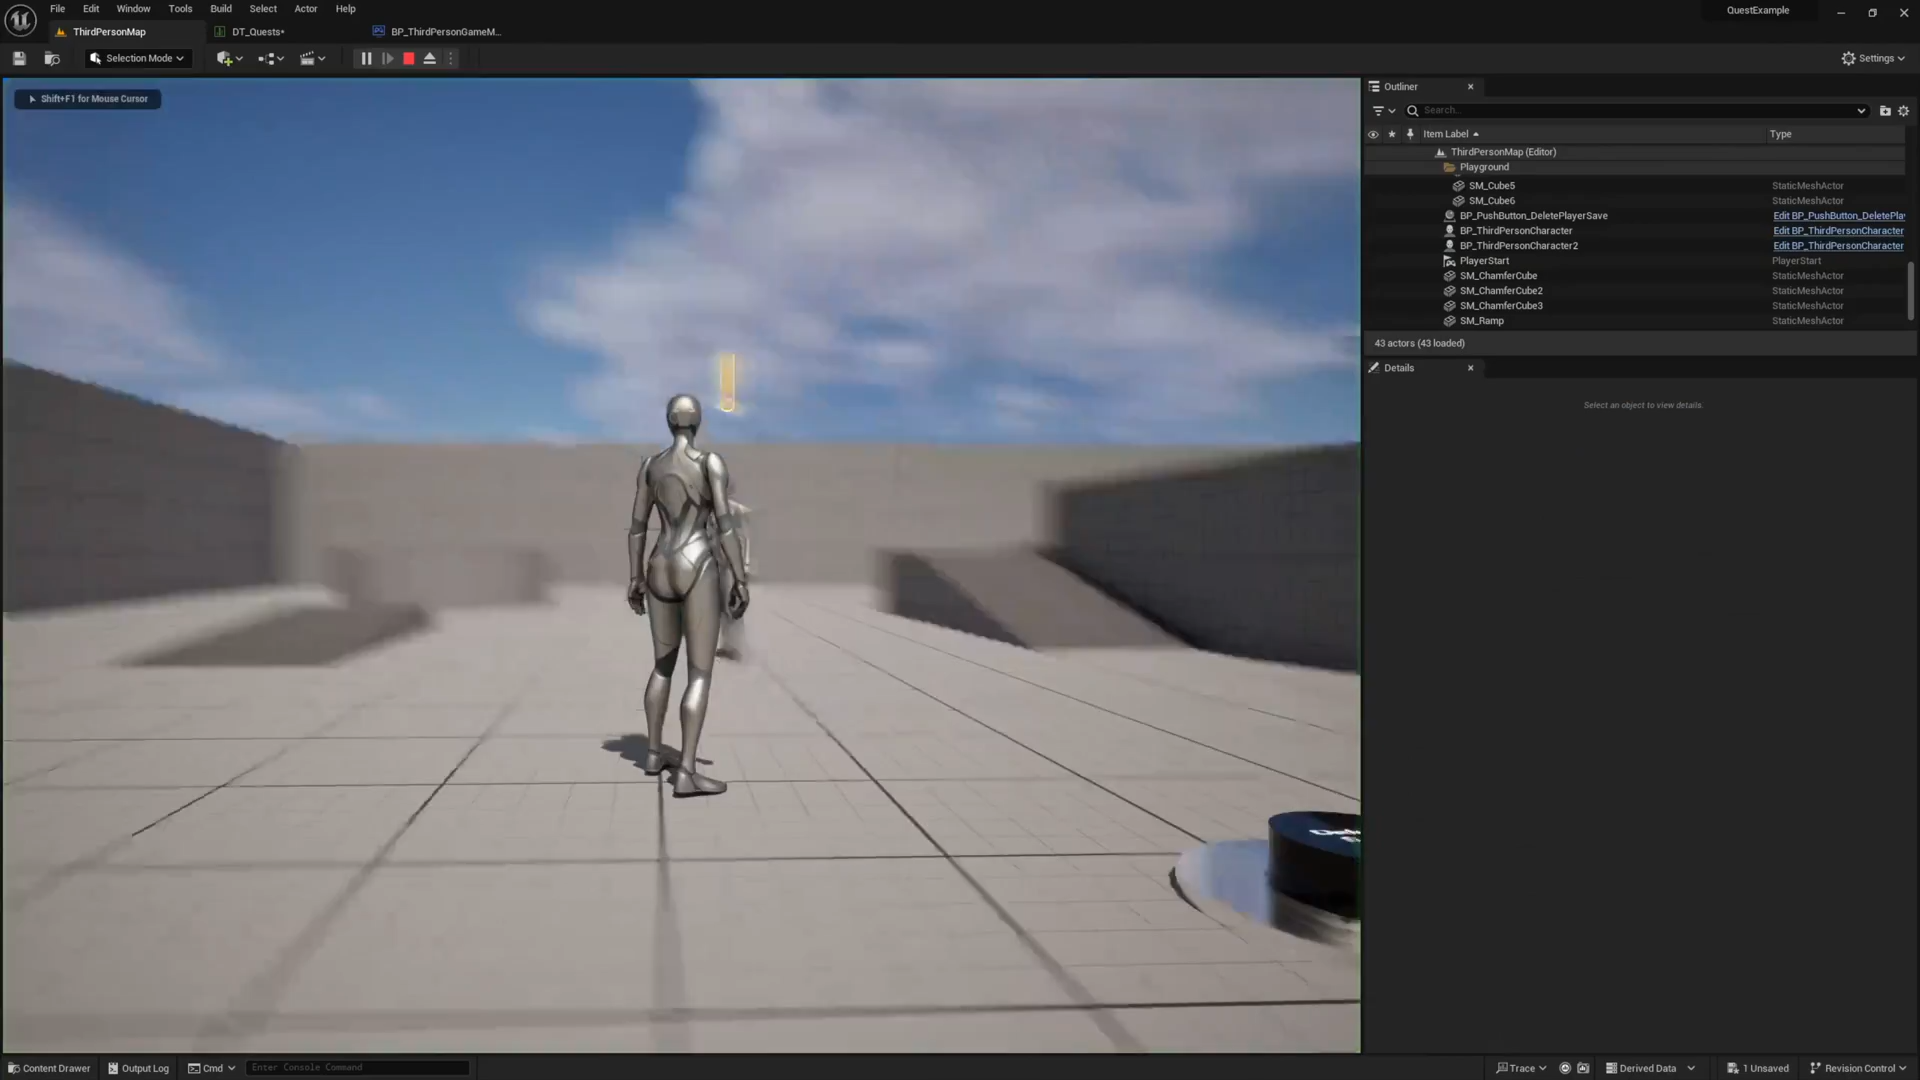 File Edit Window Tools Build Select Actor Help
QuestExample
ThirdPersonMap
DT_Quests*
BP_ThirdPersonGameM...
Selection Mode
Settings
Shift+F1 for Mouse Cursor
Outliner
Search...
Item Label
Type
ThirdPersonMap (Editor)
Playground
SM_Cube5 StaticMeshActor
SM_Cube6 StaticMeshActor
BP_PushButton_DeletePlayerSave Edit BP_PushButton_DeletePla
BP_ThirdPersonCharacter Edit BP_ThirdPersonCharacter
BP_ThirdPersonCharacter2 Edit BP_ThirdPersonCharacter
PlayerStart PlayerStart
SM_ChamferCube StaticMeshActor
SM_ChamferCube2 StaticMeshActor
SM_ChamferCube3 StaticMeshActor
SM_Ramp StaticMeshActor
43 actors (43 loaded)
Details
Select an object to view details.
Content Drawer
Output Log
Cmd
Enter Console Command
Trace
Derived Data
1 Unsaved
Revision Control